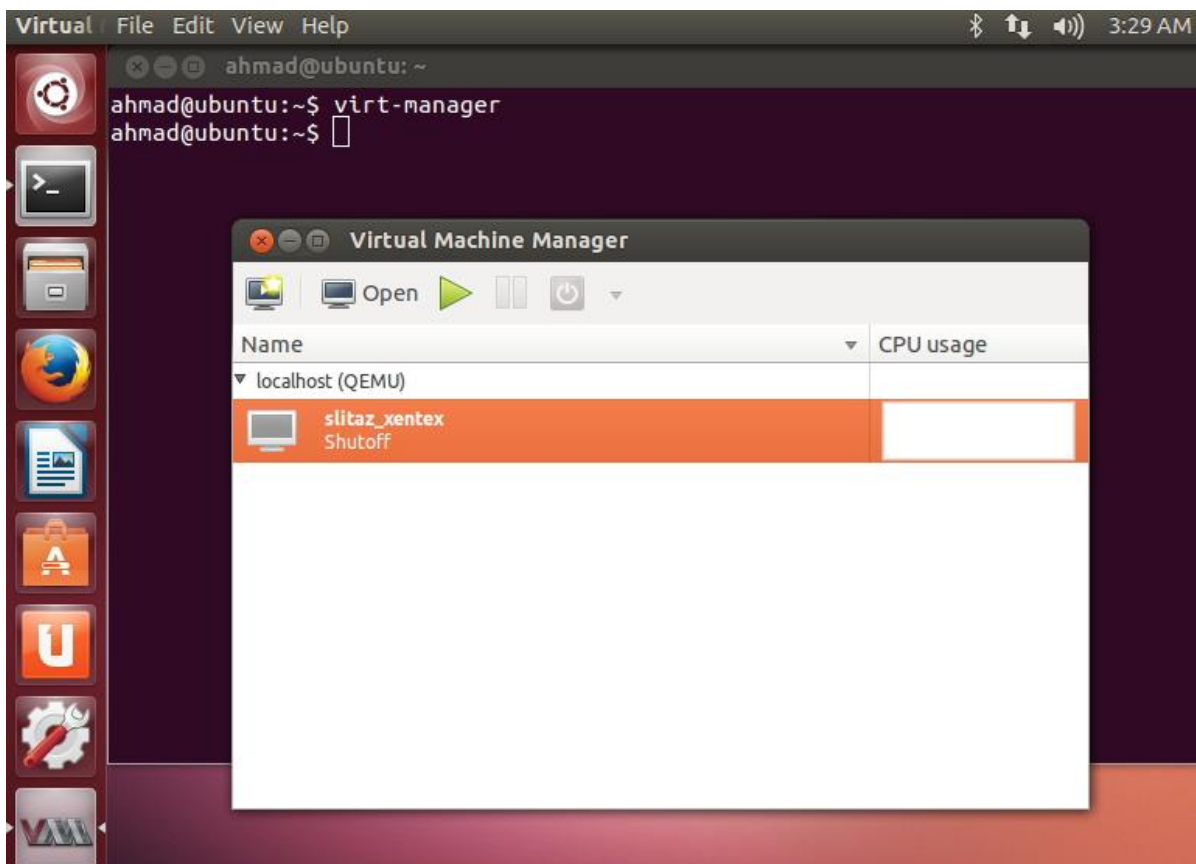 Virtual File Edit View Help 3:29 AM
ahmad@ubuntu: ~
ahmad@ubuntu:~$ virt-manager
ahmad@ubuntu:~$
Virtual Machine Manager
Open
Name CPU usage
localhost (QEMU)
slitaz_xentex
Shutoff